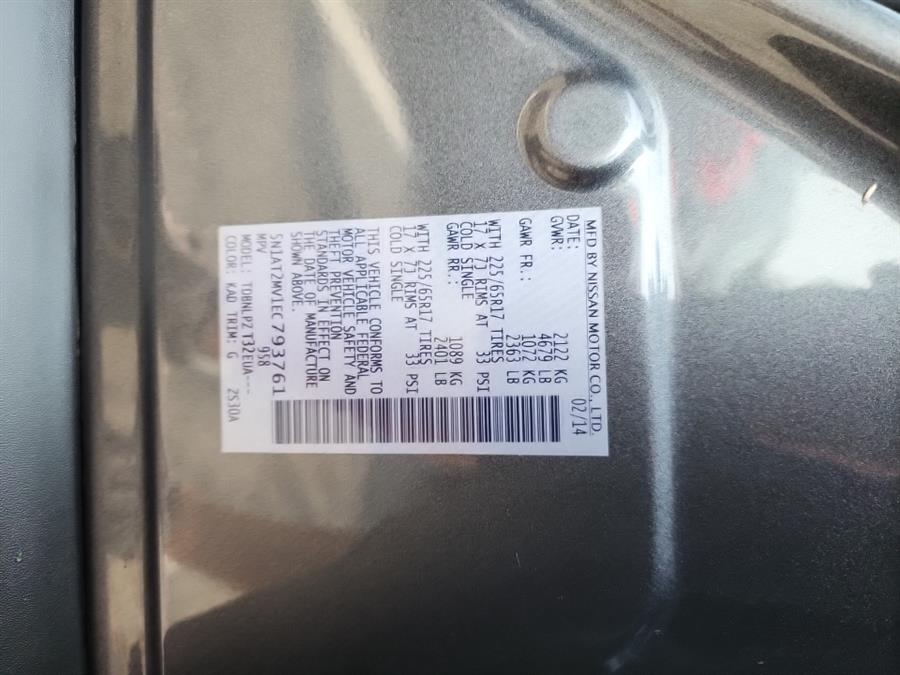 MFD BY NISSAN MOTOR CO., LTD.
DATE: 02/14
GVWR: 2122 KG
4679 LB
GAWR FR.: 1072 KG
2363 LB
WITH 225/65R17 TIRES
17 X 7J RIMS AT 33 PSI
COLD SINGLE
GAWR RR.: 1089 KG
2401 LB
WITH 225/65R17 TIRES
17 X 7J RIMS AT 33 PSI
COLD SINGLE
THIS VEHICLE CONFORMS TO
ALL APPLICABLE FEDERAL
MOTOR VEHICLE SAFETY AND
THEFT PREVENTION
STANDARDS IN EFFECT ON
THE DATE OF MANUFACTURE
SHOWN ABOVE.
5N1AT2MV1EC793761
MPV 958
MODEL: TDBNLPZ T32EUA---
COLOR: KAD TRIM: G 2S30A